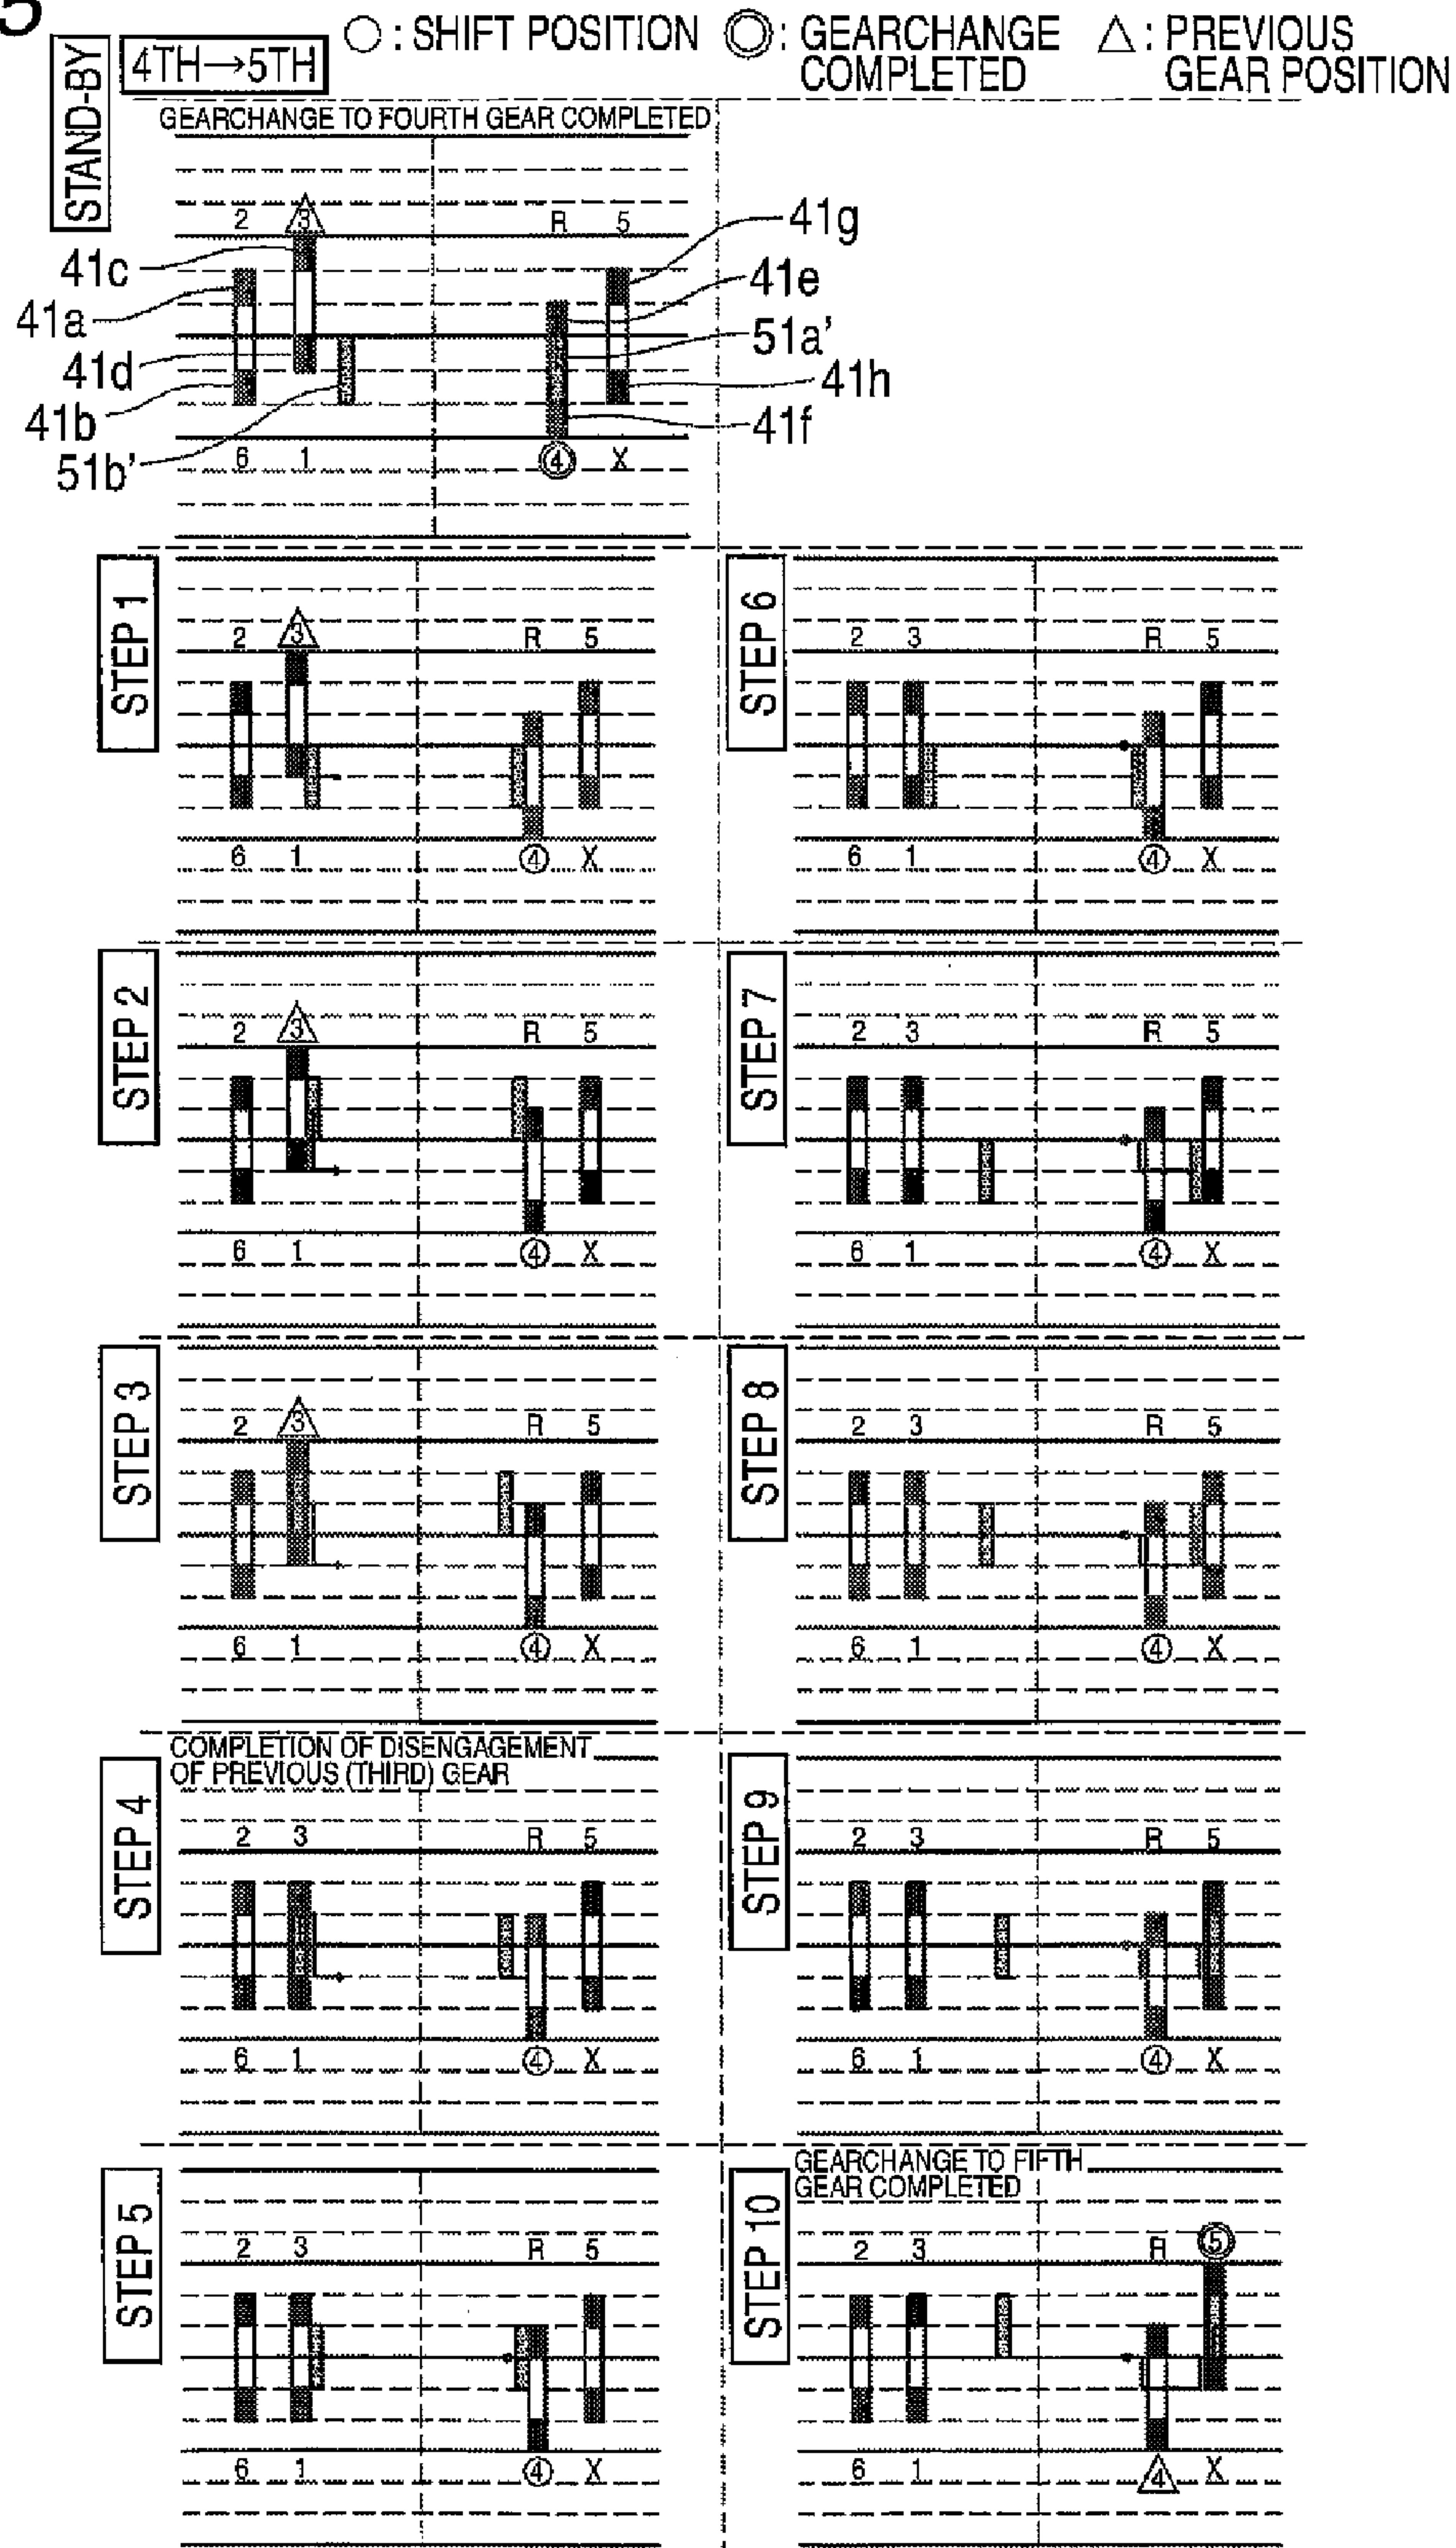 5
STAND-BY
4TH→5TH
○: SHIFT POSITION ◎: GEARCHANGE COMPLETED △: PREVIOUS GEAR POSITION
GEARCHANGE TO FOURTH GEAR COMPLETED
2 3 R 5
41c
41a
41d
41b
51b'
41g
41e
51a'
41h
41f
6 1 4 X
STEP 1
2 3 R 5
6 1 4 X
STEP 2
2 3 R 5
6 1 4 X
STEP 3
2 3 R 5
6 1 4 X
STEP 4
COMPLETION OF DISENGAGEMENT
OF PREVIOUS (THIRD) GEAR
2 3 R 5
6 1 4 X
STEP 5
2 3 R 5
6 1 4 X
STEP 6
2 3 R 5
6 1 4 X
STEP 7
2 3 R 5
6 1 4 X
STEP 8
2 3 R 5
6 1 4 X
STEP 9
2 3 R 5
6 1 4 X
STEP 10
GEARCHANGE TO FIFTH
GEAR COMPLETED
2 3 R 5
6 1 4 X